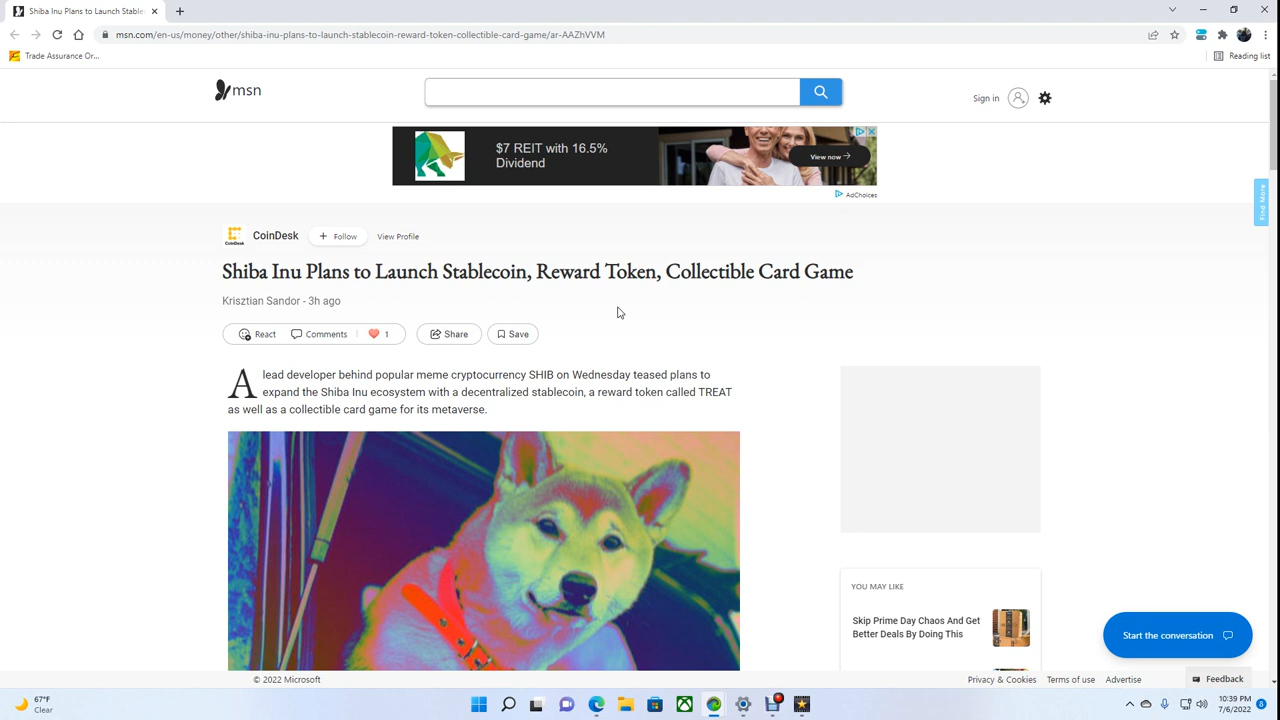 Shiba Inu Plans to Launch Stable
msn.com/en-us/money/other/shiba-inu-plans-to-launch-stablecoin-reward-token-collectible-card-game/ar-AAZhVVM
Trade Assurance Or...
Reading list
msn
Sign in
$7 REIT with 16.5%
Dividend
View now →
AdChoices
Find More
CoinDesk
CoinDesk
+ Follow
View Profile
Shiba Inu Plans to Launch Stablecoin, Reward Token, Collectible Card Game
Krisztian Sandor - 3h ago
React
Comments
1
Share
Save
A lead developer behind popular meme cryptocurrency SHIB on Wednesday teased plans to
expand the Shiba Inu ecosystem with a decentralized stablecoin, a reward token called TREAT
as well as a collectible card game for its metaverse.
YOU MAY LIKE
Skip Prime Day Chaos And Get
Better Deals By Doing This
Start the conversation
© 2022 Microsoft
Privacy & Cookies
Terms of use
Advertise
Feedback
67°F
Clear
10:39 PM
7/6/2022
8